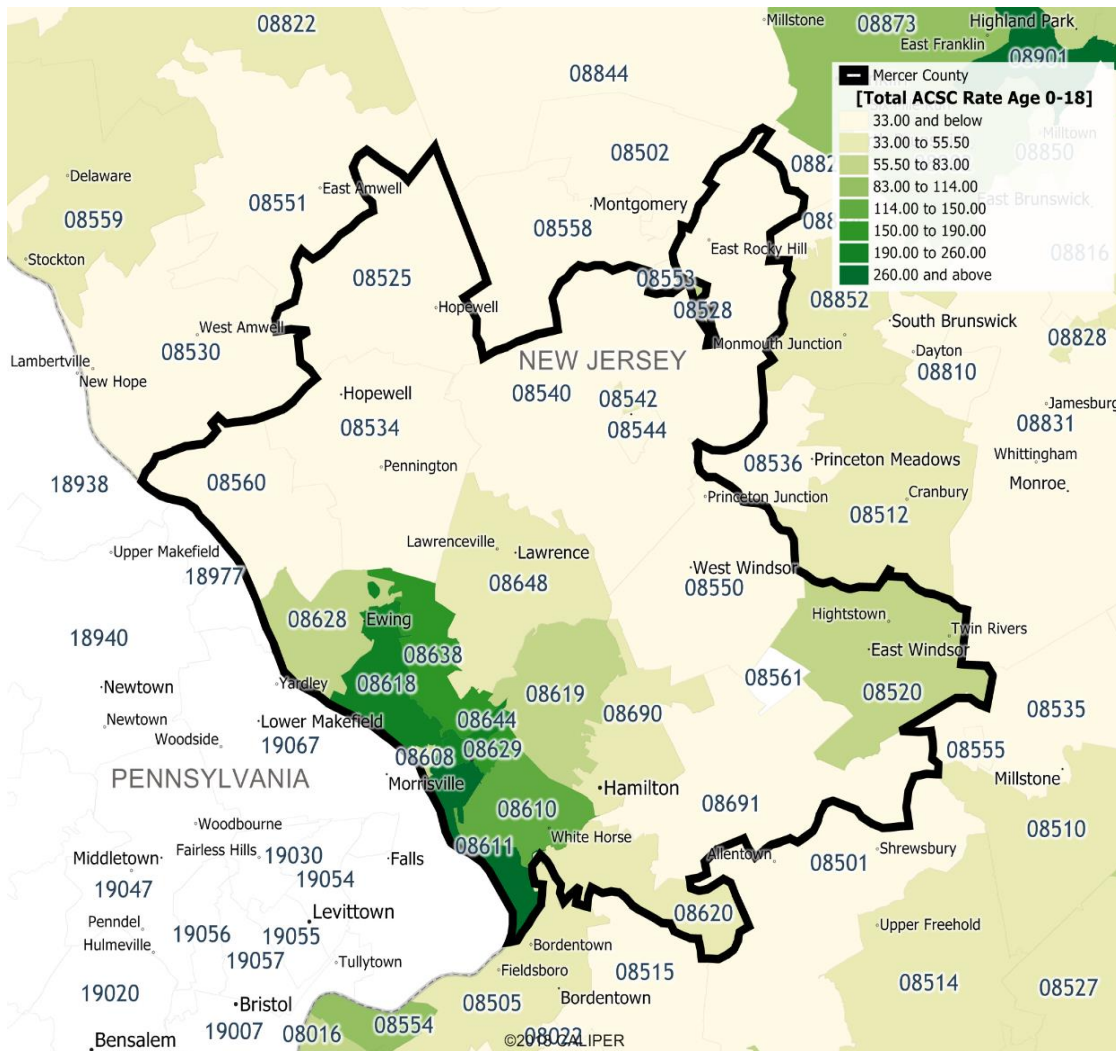 08822
Millstone
08873
Highland Park
East Franklin
08901
08844
Mercer County
[Total ACSC Rate Age 0-18]
33.00 and below
33.00 to 55.50
55.50 to 83.00
83.00 to 114.00
114.00 to 150.00
150.00 to 190.00
190.00 to 260.00
260.00 and above
Milltown
08850
East Brunswick
08816
08502
Delaware
08559
08551
East Amwell
Montgomery
08558
Stockton
08525
East Rocky Hill
08553
08528
08852
Hopewell
West Amwell
08530
South Brunswick
08828
Monmouth Junction
Dayton
08810
NEW JERSEY
Lambertville
New Hope
Hopewell
08540
08542
08544
08534
Jamesburg
08831
Whittingham
Monroe
08536
Princeton Meadows
Pennington
08560
18938
Princeton Junction
Cranbury
08512
Upper Makefield
18977
Lawrenceville
Lawrence
08648
West Windsor
08550
08628
Ewing
Hightstown
Twin Rivers
18940
08638
East Windsor
08561
08520
Newtown
Yardley
08618
08619
08690
08535
Newtown
Woodside
Lower Makefield
19067
08644
08629
08555
08608
Morrisville
Millstone
PENNSYLVANIA
Hamilton
08610
08691
08510
Woodbourne
White Horse
Middletown
Fairless Hills
19030
Falls
08611
Allentown
08501
Shrewsbury
19047
19054
Penndel
Levittown
08620
Upper Freehold
Hulmeville
19056
19055
19057
Tullytown
Bordentown
Fieldsboro
08515
19020
08505
Bordentown
08514
08527
Bristol
19007
08016
08554
08022
©2018 CALIPER
Bensalem